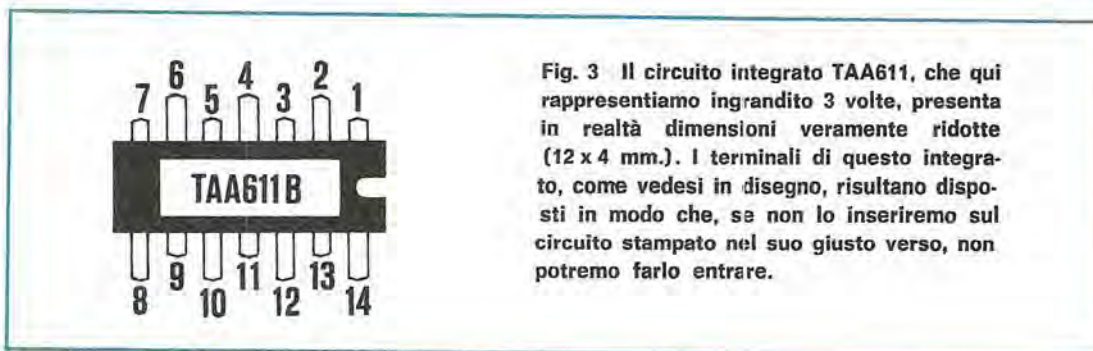 7 6 5 4 3 2 1
TAA611B
8 9 10 11 12 13 14
Fig. 3 Il circuito integrato TAA611, che qui
rappresentiamo ingrandito 3 volte, presenta
in realtà dimensioni veramente ridotte
(12 x 4 mm.). I terminali di questo integra-
to, come vedesi in disegno, risultano dispo-
sti in modo che, se non lo inseriremo sul
circuito stampato nel suo giusto verso, non
potremo farlo entrare.